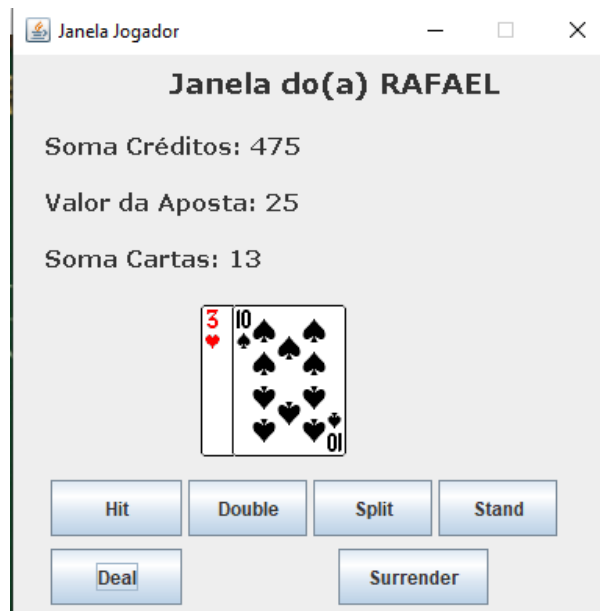 Janela Jogador
Janela do(a) RAFAEL
Soma Créditos: 475
Valor da Aposta: 25
Soma Cartas: 13
3 10
10
Hit Double Split Stand
Deal Surrender